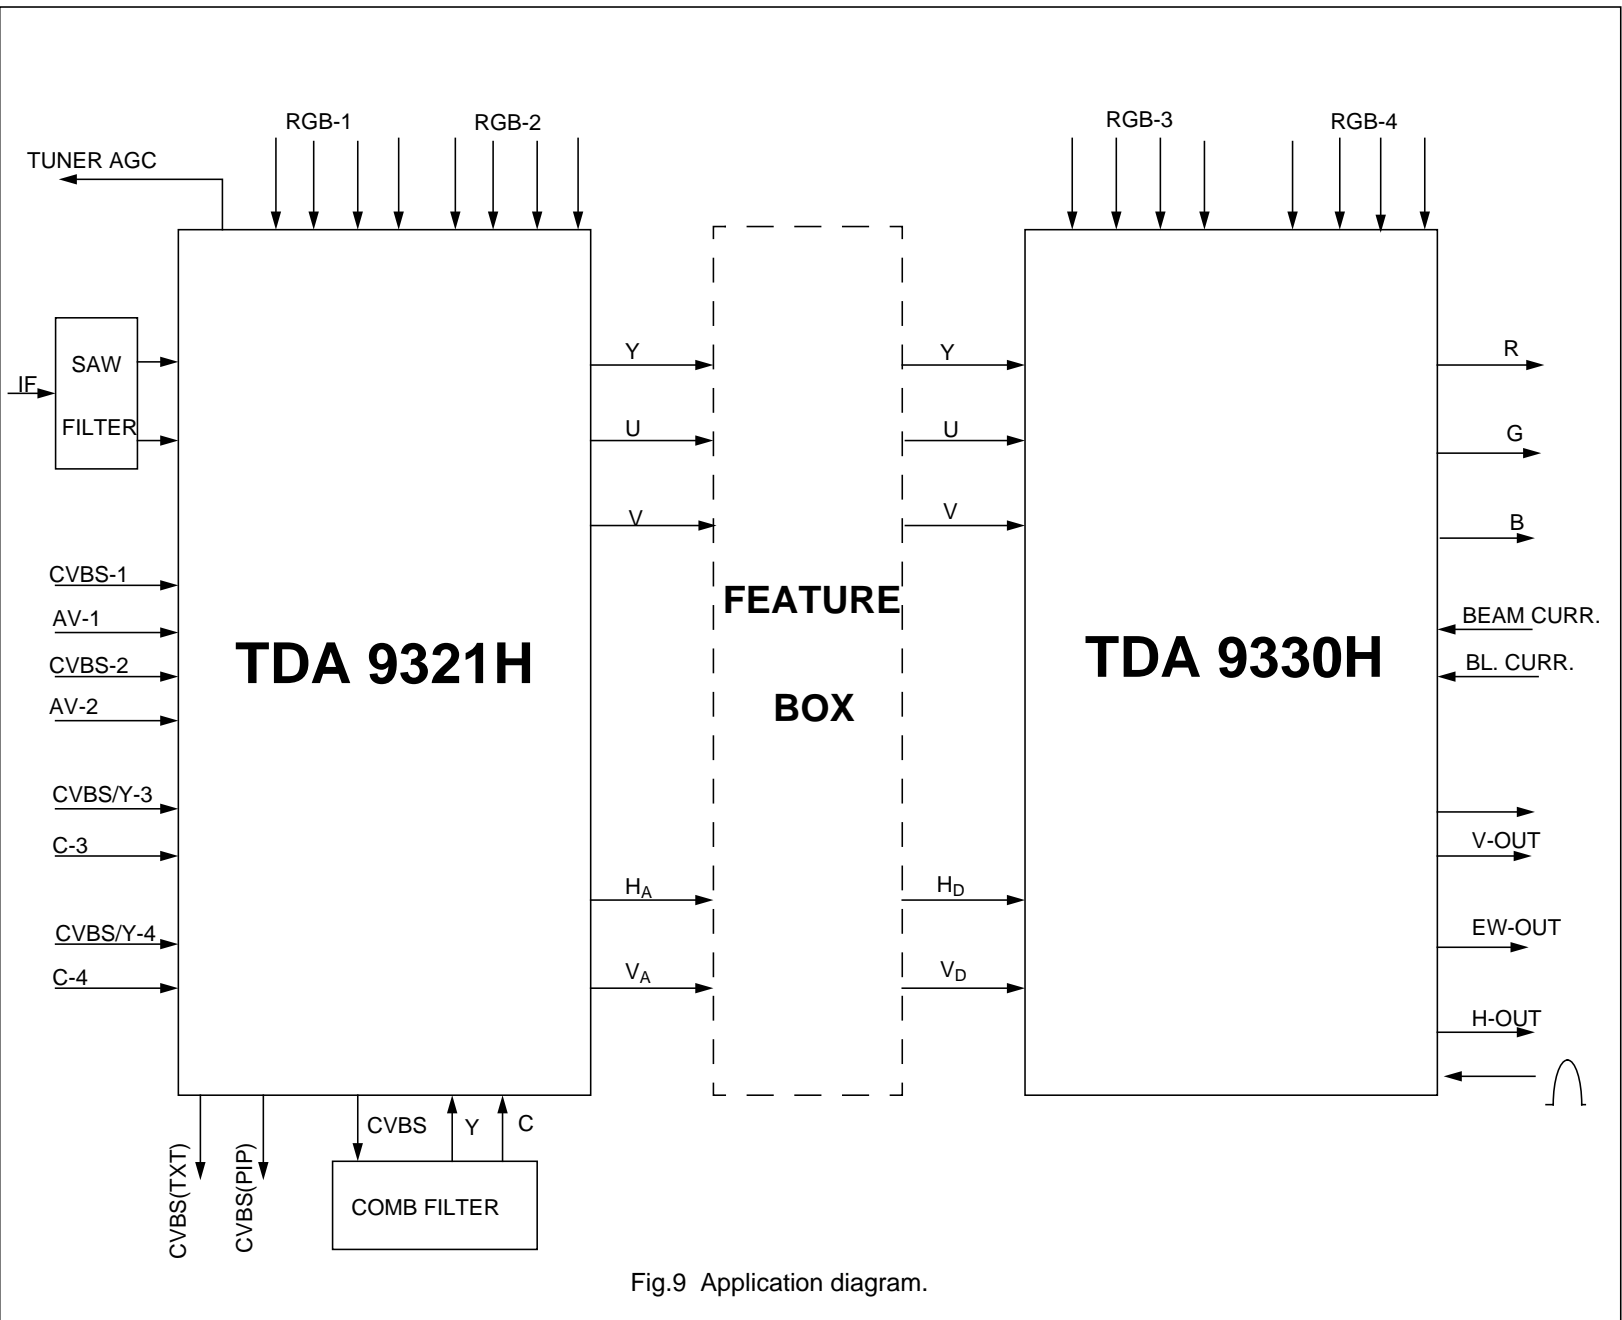 RGB-1
RGB-2
RGB-3
RGB-4
TUNER AGC
SAW
FILTER
IF
Y
Y
R
U
U
G
V
V
B
CVBS-1
AV-1
CVBS-2
AV-2
TDA 9321H
FEATURE
BOX
TDA 9330H
BEAM CURR.
BL. CURR.
CVBS/Y-3
C-3
V-OUT
HA
HD
CVBS/Y-4
EW-OUT
C-4
VA
VD
H-OUT
CVBS
Y
C
CVBS(TXT)
CVBS(PIP)
COMB FILTER
Fig.9 Application diagram.